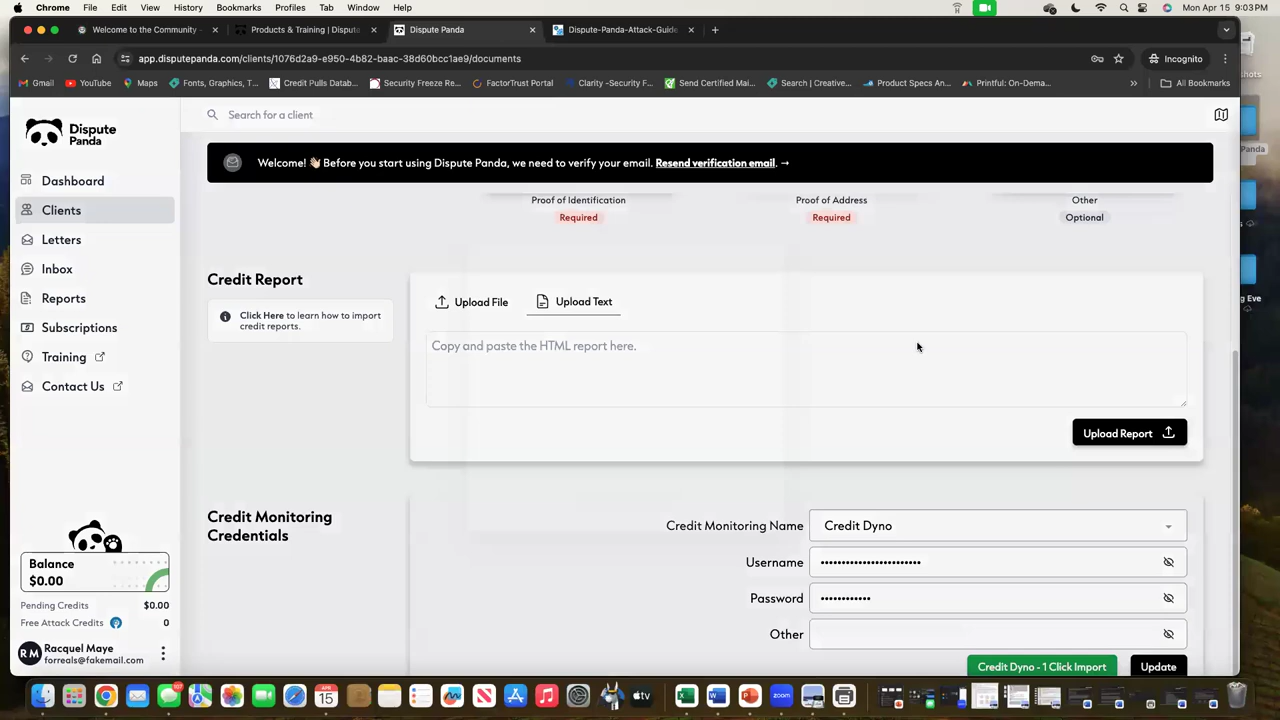 Chrome File Edit View History Bookmarks Profiles Tab Window Help
Mon Apr 15 9:03 PM
Welcome to the Community -
Products & Training | Dispute
Dispute Panda
Dispute-Panda-Attack-Guide
app.disputepanda.com/clients/1076d2a9-e950-4b82-baac-38d60bcc1ae9/documents
Incognito
Gmail YouTube Maps Fonts, Graphics, T... Credit Pulls Datab... Security Freeze Re... FactorTrust Portal Clarity -Security F... Send Certified Mai... Search | Creative... Product Specs An... Printful: On-Dema... All Bookmarks
Dispute
Panda
Search for a client
Welcome! 👋🏻 Before you start using Dispute Panda, we need to verify your email. Resend verification email. →
Dashboard
Clients
Letters
Inbox
Reports
Subscriptions
Training
Contact Us
Proof of Identification
Required
Proof of Address
Required
Other
Optional
Credit Report
Click Here to learn how to import
credit reports.
Upload File
Upload Text
Copy and paste the HTML report here.
Upload Report
Credit Monitoring
Credentials
Credit Monitoring Name
Credit Dyno
Username
••••••••••••••••••••••••
Password
••••••••••••
Other
Credit Dyno - 1 Click Import
Update
Balance
$0.00
Pending Credits $0.00
Free Attack Credits 0
RM
Racquel Maye
forreals@fakemail.com
shots
Panda
ng Eve
APR
15
tv